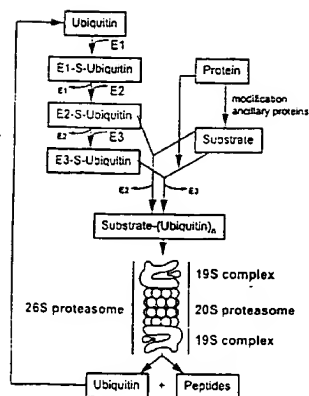 Ubiquitin
E1
E1-S-Ubiquitin
E1 E2
E2-S-Ubiquitin
E2 E3
E3-S-Ubiquitin
Protein
modification
ancillary proteins
Substrate
E2 E3
Substrate-(Ubiquitin)n
26S proteasome
19S complex
20S proteasome
19S complex
Ubiquitin + Peptides